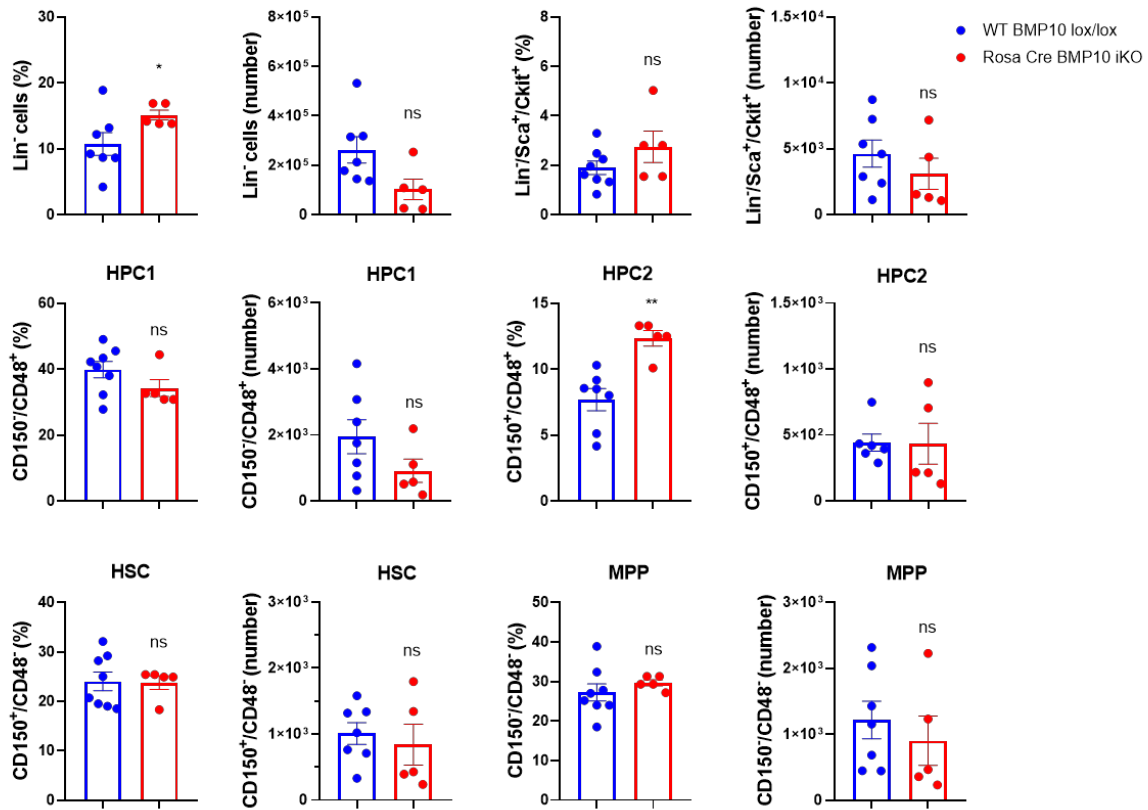 WT BMP10 lox/lox
Rosa Cre BMP10 iKO
Lin⁻ cells (%)
30
20
10
0
*
Lin⁻ cells (number)
8×10⁵
6×10⁵
4×10⁵
2×10⁵
0
ns
Lin⁻/Sca⁺/Ckit⁺ (%)
8
6
4
2
0
ns
Lin⁻/Sca⁺/Ckit⁺ (number)
1.5×10⁴
1×10⁴
5×10³
0
ns
HPC1
CD150⁻/CD48⁺ (%)
60
40
20
0
ns
HPC1
CD150⁻/CD48⁺ (number)
6×10³
4×10³
2×10³
0
ns
HPC2
CD150⁺/CD48⁺ (%)
15
10
5
0
**
HPC2
CD150⁺/CD48⁺ (number)
1.5×10³
1×10³
5×10²
0
ns
HSC
CD150⁺/CD48⁻ (%)
40
30
20
10
0
ns
HSC
CD150⁺/CD48⁻ (number)
3×10³
2×10³
1×10³
0
ns
MPP
CD150⁻/CD48⁻ (%)
50
40
30
20
10
0
ns
MPP
CD150⁻/CD48⁻ (number)
3×10³
2×10³
1×10³
0
ns